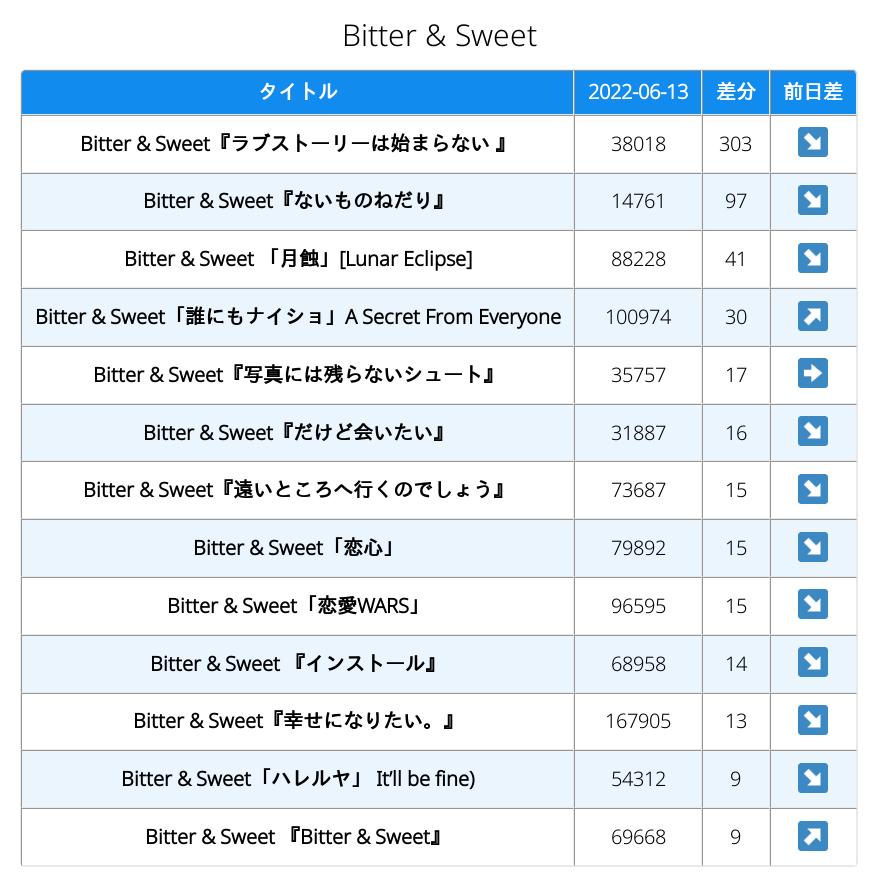 Bitter & Sweet
タイトル 2022-06-13 差分 前日差
Bitter & Sweet『ラブストーリーは始まらない 』 38018 303 ↘
Bitter & Sweet『ないものねだり』 14761 97 ↘
Bitter & Sweet 「月蝕」[Lunar Eclipse] 88228 41 ↘
Bitter & Sweet「誰にもナイショ」A Secret From Everyone 100974 30 ↗
Bitter & Sweet『写真には残らないシュート』 35757 17 ➡
Bitter & Sweet『だけど会いたい』 31887 16 ↘
Bitter & Sweet『遠いところへ行くのでしょう』 73687 15 ↘
Bitter & Sweet「恋心」 79892 15 ↘
Bitter & Sweet「恋愛WARS」 96595 15 ↘
Bitter & Sweet 『インストール』 68958 14 ↘
Bitter & Sweet『幸せになりたい。』 167905 13 ↘
Bitter & Sweet「ハレルヤ」 It'll be fine) 54312 9 ↘
Bitter & Sweet 『Bitter & Sweet』 69668 9 ↗